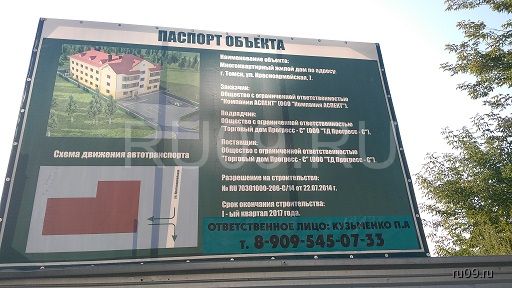 ПАСПОРТ ОБЪЕКТА
Наименование объекта:
Многоквартирный жилой дом по адресу:
г. Томск, ул. Красноармейская,
Заказчик:
Общество с ограниченной ответственностью
"Компания АСПЕКТ" (ООО "Компания АСПЕКТ").
Подрядчик:
Общество с ограниченной ответственностью
"Торговый дом Прогресс - С" (ООО "ТД Прогресс - С").
Поставщик:
Общество с ограниченной ответственностью
"Торговый дом Прогресс - С" (ООО "ТД Прогресс - С").
Разрешение на строительство:
№ RU 70301000-206-С/14 от 22.07.2014 г.
Срок окончания строительства:
I - ый квартал 2017 года.
ОТВЕТСТВЕННОЕ ЛИЦО: КУЗЬМЕНКО П.А
т. 8-909-545-07-33
Схема движения автотранспорта
RU09.RU
ru09.ru